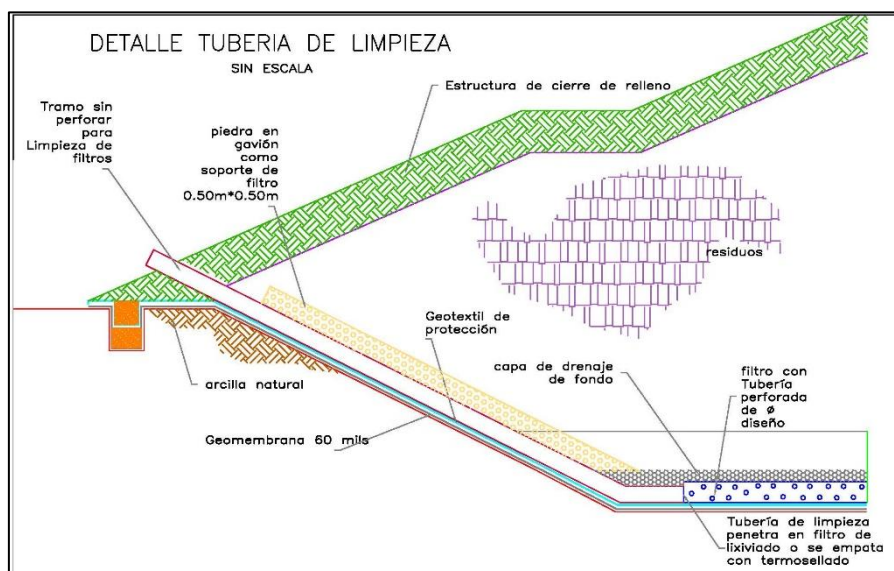 DETALLE TUBERIA DE LIMPIEZA
SIN ESCALA
Estructura de cierre de relleno
Tramo sin
perforar
para
Limpieza de
filtros
piedra en
gavión
como
soporte de
filtro
0.50m*0.50m
residuos
Geotextil de
protección
capa de drenaje
de fondo
filtro con
Tubería
perforada
de ø
diseño
arcilla natural
Geomembrana 60 mils
Tubería de limpieza
penetra en filtro de
lixiviado o se empata
con termosellado